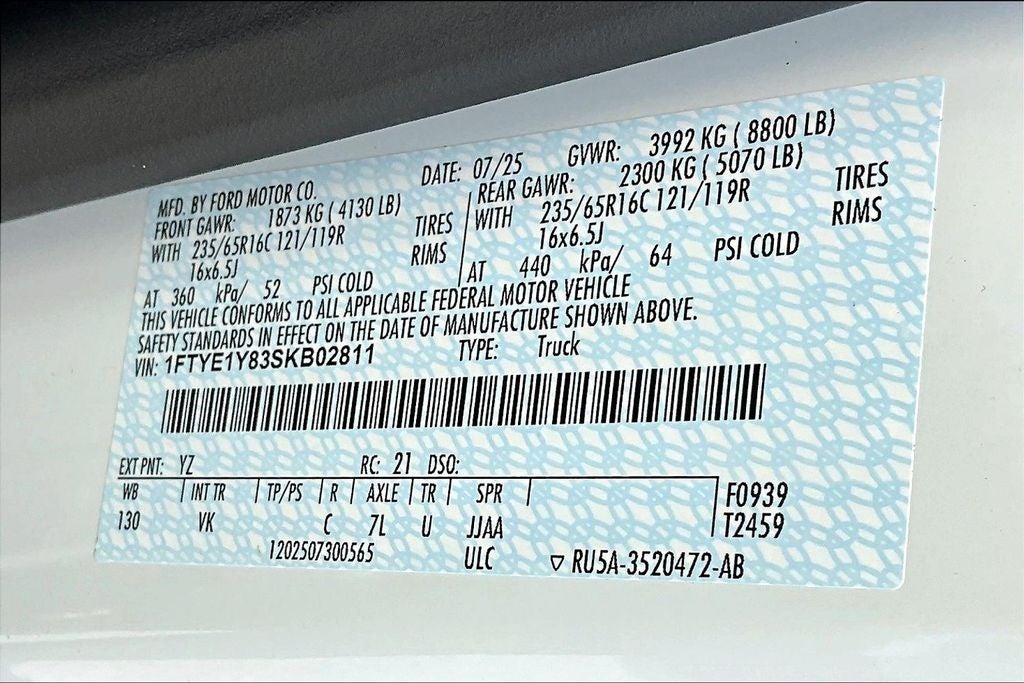 MFD. BY FORD MOTOR CO. DATE: 07/25 GVWR: 3992 KG ( 8800 LB)
FRONT GAWR: 1873 KG ( 4130 LB) REAR GAWR: 2300 KG ( 5070 LB)
WITH 235/65R16C 121/119R TIRES WITH 235/65R16C 121/119R TIRES
16x6.5J RIMS 16x6.5J RIMS
AT 360 kPa/ 52 PSI COLD AT 440 kPa/ 64 PSI COLD
THIS VEHICLE CONFORMS TO ALL APPLICABLE FEDERAL MOTOR VEHICLE
SAFETY STANDARDS IN EFFECT ON THE DATE OF MANUFACTURE SHOWN ABOVE.
VIN: 1FTYE1Y83SKB02811 TYPE: Truck
EXT PNT: YZ RC: 21 DSO:
WB INT TR TP/PS R AXLE TR SPR F0939
130 VK C 7L U JJAA T2459
1202507300565 ULC ▽ RU5A-3520472-AB